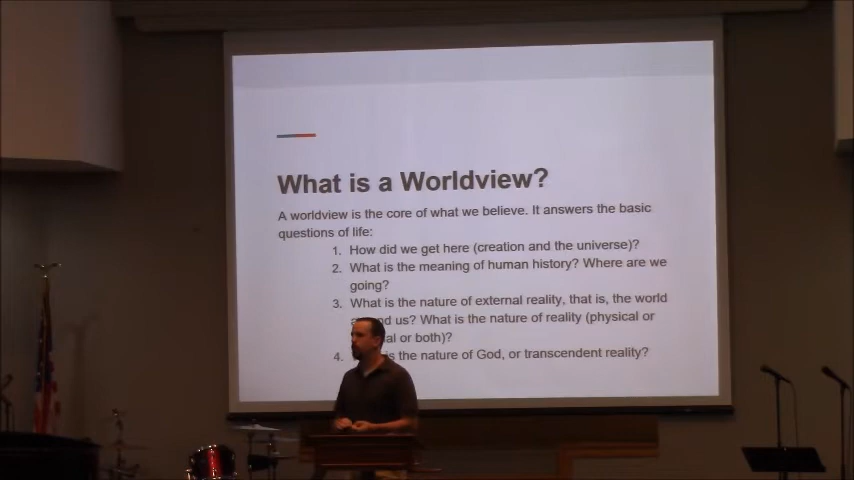 What is a Worldview?
A worldview is the core of what we believe. It answers the basic
questions of life:
1. How did we get here (creation and the universe)?
2. What is the meaning of human history? Where are we
going?
3. What is the nature of external reality, that is, the world
us? What is the nature of reality (physical or
or both)?
4. is the nature of God, or transcendent reality?